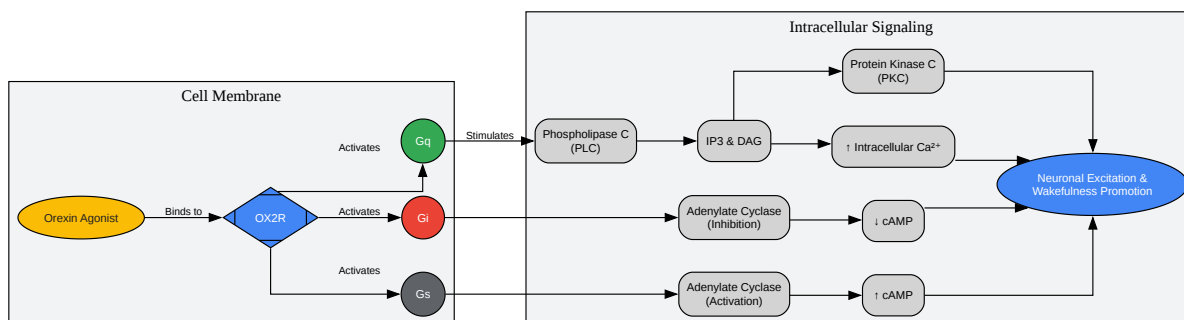 Intracellular Signaling
Protein Kinase C
(PKC)
Cell Membrane
Activates
Gq
Stimulates
Phospholipase C
(PLC)
IP3 & DAG
↑ Intracellular Ca²⁺
Neuronal Excitation &
Wakefulness Promotion
Orexin Agonist
Binds to
OX2R
Activates
Gi
Adenylate Cyclase
(Inhibition)
↓ cAMP
Activates
Gs
Adenylate Cyclase
(Activation)
↑ cAMP